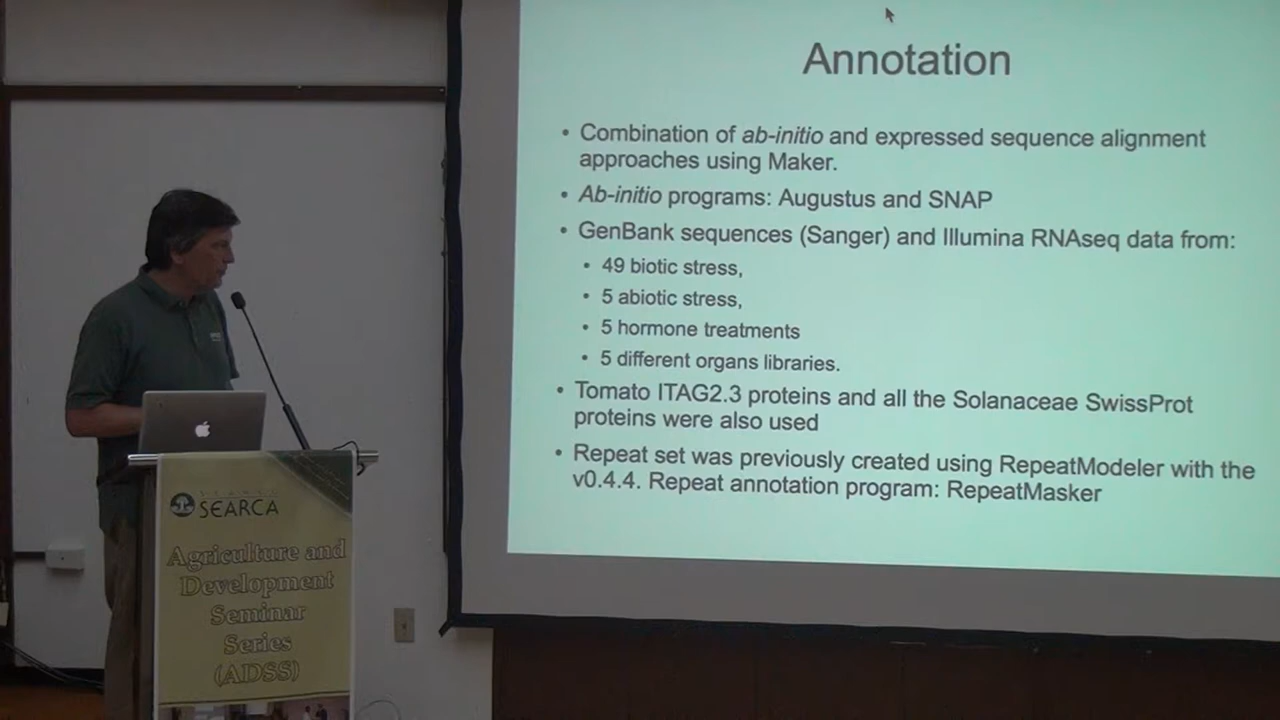 Annotation
• Combination of ab-initio and expressed sequence alignment
approaches using Maker.
• Ab-initio programs: Augustus and SNAP
• GenBank sequences (Sanger) and Illumina RNAseq data from:
• 49 biotic stress,
• 5 abiotic stress,
• 5 hormone treatments
• 5 different organs libraries.
• Tomato ITAG2.3 proteins and all the Solanaceae SwissProt
proteins were also used
• Repeat set was previously created using RepeatModeler with the
v0.4.4. Repeat annotation program: RepeatMasker
SEARCA
Agriculture and
Development
Seminar
Series
(ADSS)